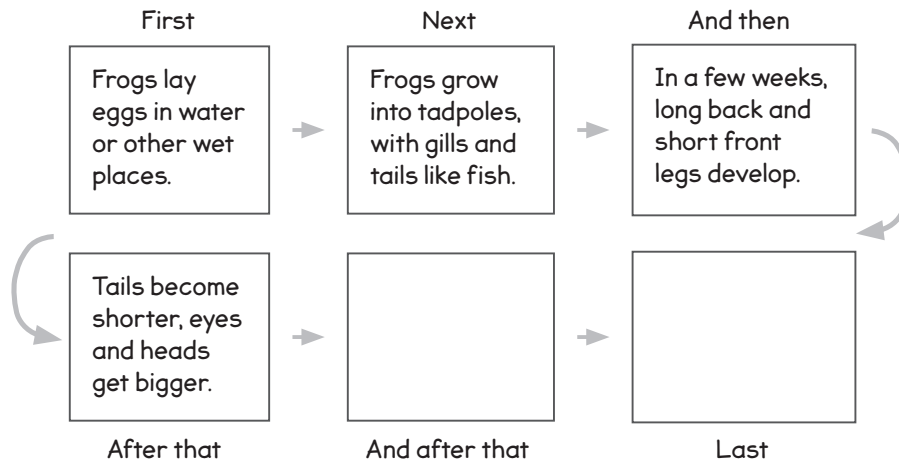 First
Frogs lay
eggs in water
or other wet
places.
Next
Frogs grow
into tadpoles,
with gills and
tails like fish.
And then
In a few weeks,
long back and
short front
legs develop.
Tails become
shorter, eyes
and heads
get bigger.
After that
And after that
Last